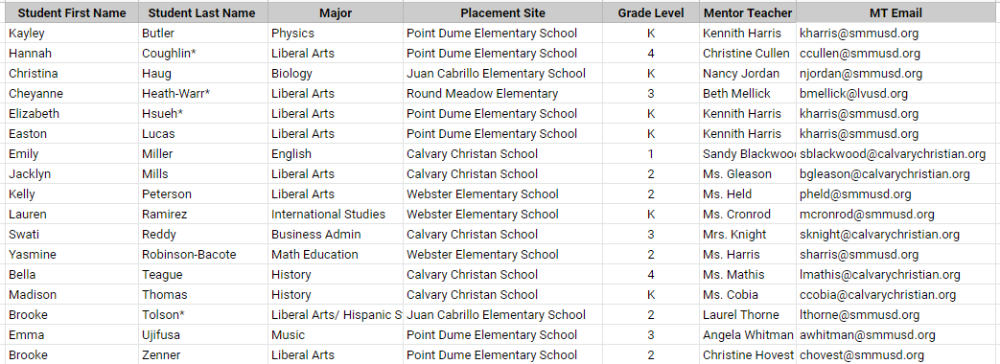 Student First Name Student Last Name Major Placement Site Grade Level Mentor Teacher MT Email
Kayley Butler Physics Point Dume Elementary School K Kennith Harris kharris@smmusd.org
Hannah Coughlin* Liberal Arts Point Dume Elementary School 4 Christine Cullen ccullen@smmusd.org
Christina Haug Biology Juan Cabrillo Elementary School K Nancy Jordan njordan@smmusd.org
Cheyanne Heath-Warr* Liberal Arts Round Meadow Elementary 3 Beth Mellick bmellick@lvusd.org
Elizabeth Hsueh* Liberal Arts Point Dume Elementary School K Kennith Harris kharris@smmusd.org
Easton Lucas Liberal Arts Point Dume Elementary School K Kennith Harris kharris@smmusd.org
Emily Miller English Calvary Christan School 1 Sandy Blackwood sblackwood@calvarychristian.org
Jacklyn Mills Liberal Arts Calvary Christan School 2 Ms. Gleason bgleason@calvarychristian.org
Kelly Peterson Liberal Arts Webster Elementary School 2 Ms. Held pheld@smmusd.org
Lauren Ramirez International Studies Webster Elementary School K Ms. Cronrod mcronrod@smmusd.org
Swati Reddy Business Admin Calvary Christan School 3 Mrs. Knight sknight@calvarychristian.org
Yasmine Robinson-Bacote Math Education Webster Elementary School 2 Ms. Harris sharris@smmusd.org
Bella Teague History Calvary Christan School 4 Ms. Mathis lmathis@calvarychristian.org
Madison Thomas History Calvary Christan School K Ms. Cobia ccobia@calvarychristian.org
Brooke Tolson* Liberal Arts/ Hispanic S Juan Cabrillo Elementary School 2 Laurel Thorne lthorne@smmusd.org
Emma Ujifusa Music Point Dume Elementary School 3 Angela Whitman awhitman@smmusd.org
Brooke Zenner Liberal Arts Point Dume Elementary School 2 Christine Hovest chovest@smmusd.org